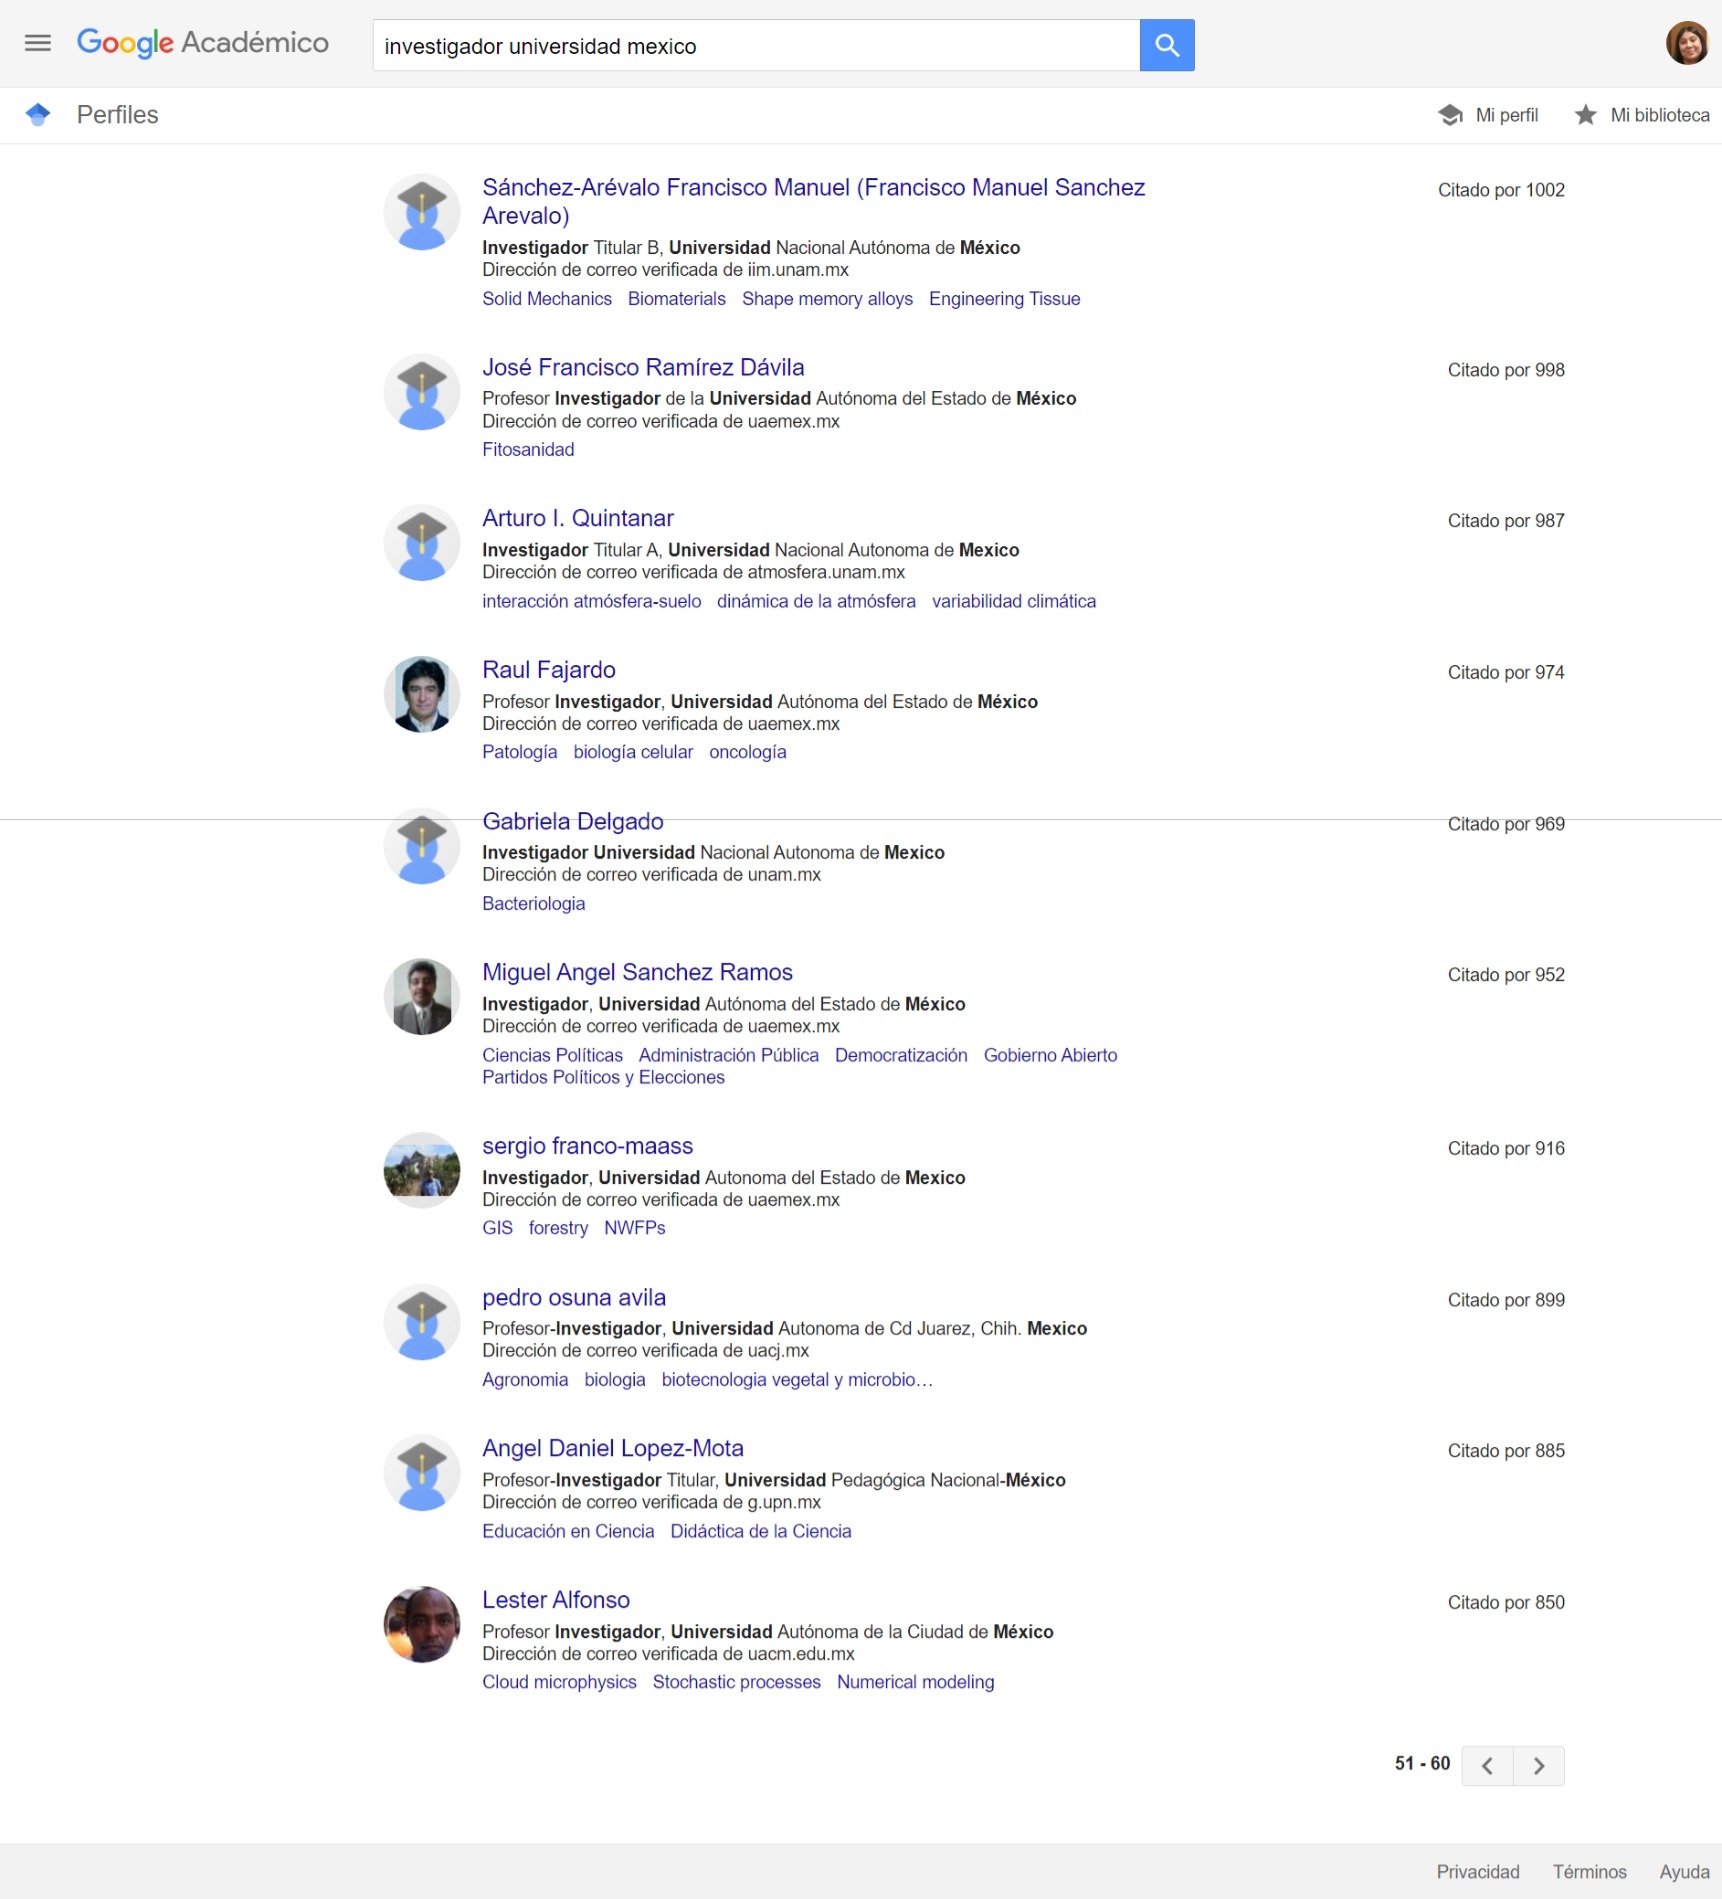 Google Académico
investigador universidad mexico
Perfiles
Mi perfil
Mi biblioteca
Sánchez-Arévalo Francisco Manuel (Francisco Manuel Sanchez
Arevalo)
Citado por 1002
Investigador Titular B, Universidad Nacional Autónoma de México
Dirección de correo verificada de iim.unam.mx
Solid Mechanics Biomaterials Shape memory alloys Engineering Tissue
José Francisco Ramírez Dávila
Citado por 998
Profesor Investigador de la Universidad Autónoma del Estado de México
Dirección de correo verificada de uaemex.mx
Fitosanidad
Arturo I. Quintanar
Citado por 987
Investigador Titular A, Universidad Nacional Autonoma de Mexico
Dirección de correo verificada de atmosfera.unam.mx
interacción atmósfera-suelo dinámica de la atmósfera variabilidad climática
Raul Fajardo
Citado por 974
Profesor Investigador, Universidad Autónoma del Estado de México
Dirección de correo verificada de uaemex.mx
Patología biología celular oncología
Gabriela Delgado
Citado por 969
Investigador Universidad Nacional Autonoma de Mexico
Dirección de correo verificada de unam.mx
Bacteriologia
Miguel Angel Sanchez Ramos
Citado por 952
Investigador, Universidad Autónoma del Estado de México
Dirección de correo verificada de uaemex.mx
Ciencias Políticas Administración Pública Democratización Gobierno Abierto
Partidos Políticos y Elecciones
sergio franco-maass
Citado por 916
Investigador, Universidad Autonoma del Estado de Mexico
Dirección de correo verificada de uaemex.mx
GIS forestry NWFPs
pedro osuna avila
Citado por 899
Profesor-Investigador, Universidad Autonoma de Cd Juarez, Chih. Mexico
Dirección de correo verificada de uacj.mx
Agronomia biologia biotecnologia vegetal y microbio…
Angel Daniel Lopez-Mota
Citado por 885
Profesor-Investigador Titular, Universidad Pedagógica Nacional-México
Dirección de correo verificada de g.upn.mx
Educación en Ciencia Didáctica de la Ciencia
Lester Alfonso
Citado por 850
Profesor Investigador, Universidad Autónoma de la Ciudad de México
Dirección de correo verificada de uacm.edu.mx
Cloud microphysics Stochastic processes Numerical modeling
51 - 60
Privacidad Términos Ayuda